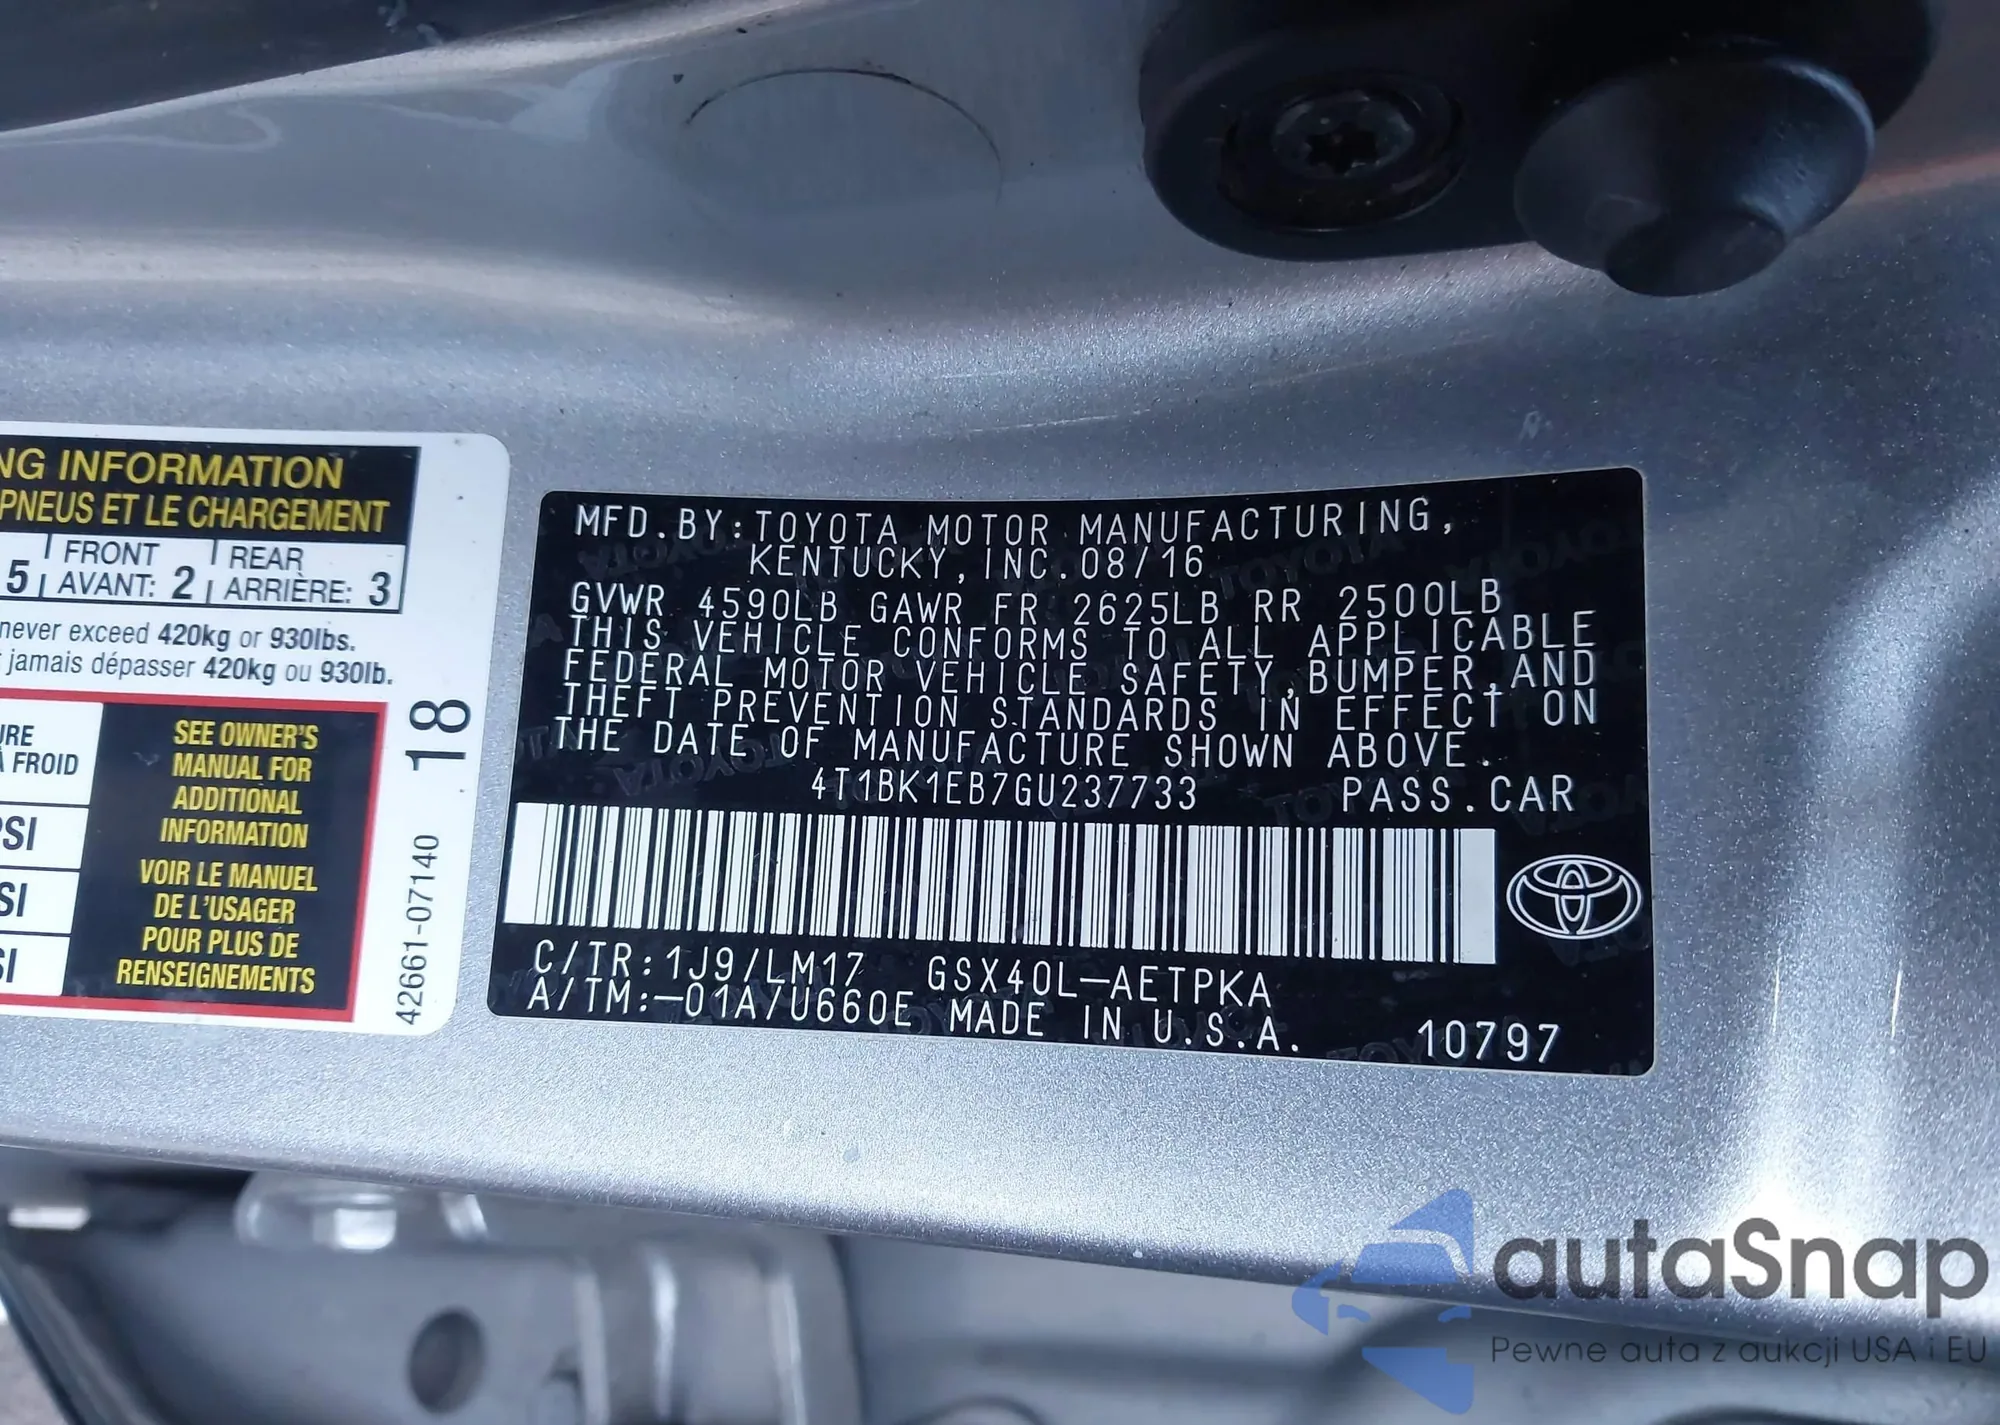 NG INFORMATION
PNEUS ET LE CHARGEMENT
5 FRONT REAR
AVANT: 2 ARRIÈRE: 3
never exceed 420kg or 930lbs.
jamais dépasser 420kg ou 930lb.
URE
À FROID
PSI
SI
SI
SEE OWNER'S
MANUAL FOR
ADDITIONAL
INFORMATION
VOIR LE MANUEL
DE L'USAGER
POUR PLUS DE
RENSEIGNEMENTS
18
42661-07140
MFD.BY:TOYOTA MOTOR MANUFACTURING,
KENTUCKY,INC.08/16
GVWR 4590LB GAWR FR 2625LB RR 2500LB
THIS VEHICLE CONFORMS TO ALL APPLICABLE
FEDERAL MOTOR VEHICLE SAFETY,BUMPER,AND
THEFT PREVENTION STANDARDS IN EFFECT ON
THE DATE OF MANUFACTURE SHOWN ABOVE.
4T1BK1EB7GU237733 PASS.CAR
C/TR:1J9/LM17 GSX40L-AETPKA
A/TM:-01A/U660E MADE IN U.S.A. 10797
autoSnap
Pewne auta z aukcji USA i EU